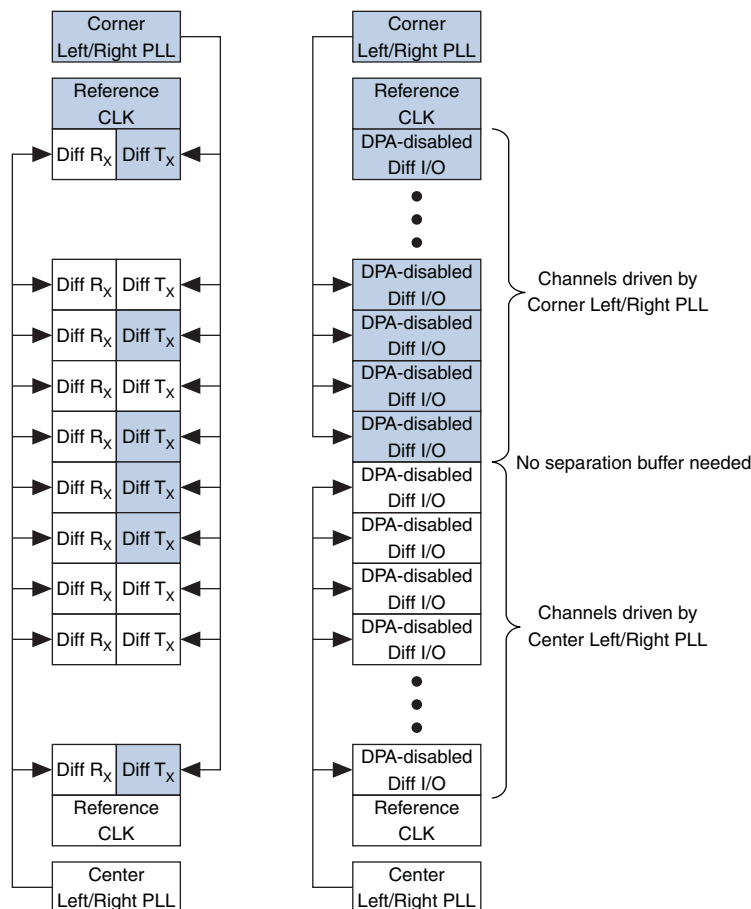 Corner
Left/Right PLL
Reference
CLK
Diff RX Diff TX
Diff RX Diff TX
Diff RX Diff TX
Diff RX Diff TX
Diff RX Diff TX
Diff RX Diff TX
Diff RX Diff TX
Diff RX Diff TX
Diff RX Diff TX
Diff RX Diff TX
Reference
CLK
Center
Left/Right PLL
Corner
Left/Right PLL
Reference
CLK
DPA-disabled
Diff I/O
DPA-disabled
Diff I/O
DPA-disabled
Diff I/O
DPA-disabled
Diff I/O
DPA-disabled
Diff I/O
DPA-disabled
Diff I/O
DPA-disabled
Diff I/O
DPA-disabled
Diff I/O
DPA-disabled
Diff I/O
DPA-disabled
Diff I/O
Reference
CLK
Center
Left/Right PLL
Channels driven by
Corner Left/Right PLL
No separation buffer needed
Channels driven by
Center Left/Right PLL